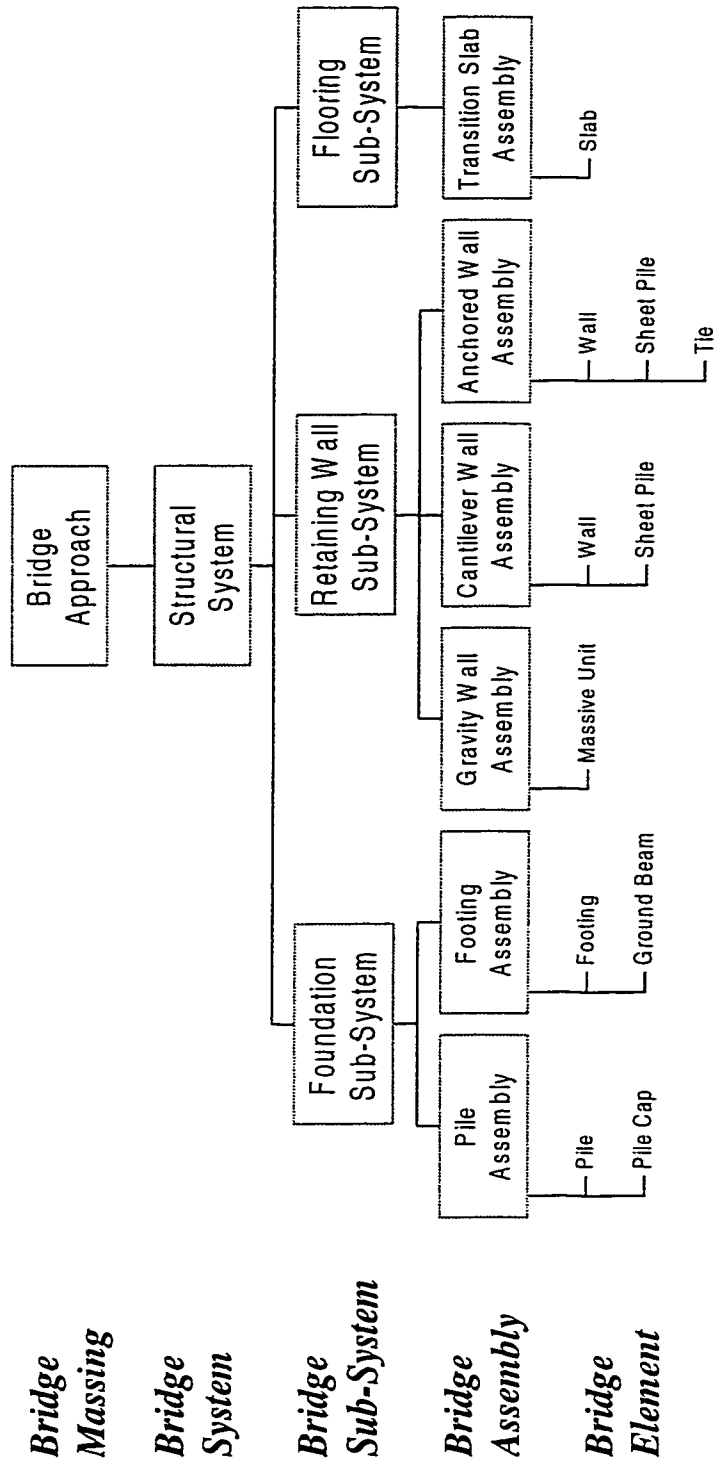 Bridge
Massing
Bridge
Approach
Bridge
System
Structural
System
Bridge
Sub-System
Foundation
Sub-System
Retaining Wall
Sub-System
Flooring
Sub-System
Bridge
Assembly
Pile
Assembly
Footing
Assembly
Gravity Wall
Assembly
Cantilever Wall
Assembly
Anchored Wall
Assembly
Transition Slab
Assembly
Bridge
Element
Pile
Pile Cap
Footing
Ground Beam
Massive Unit
Wall
Sheet Pile
Wall
Sheet Pile
Tie
Slab